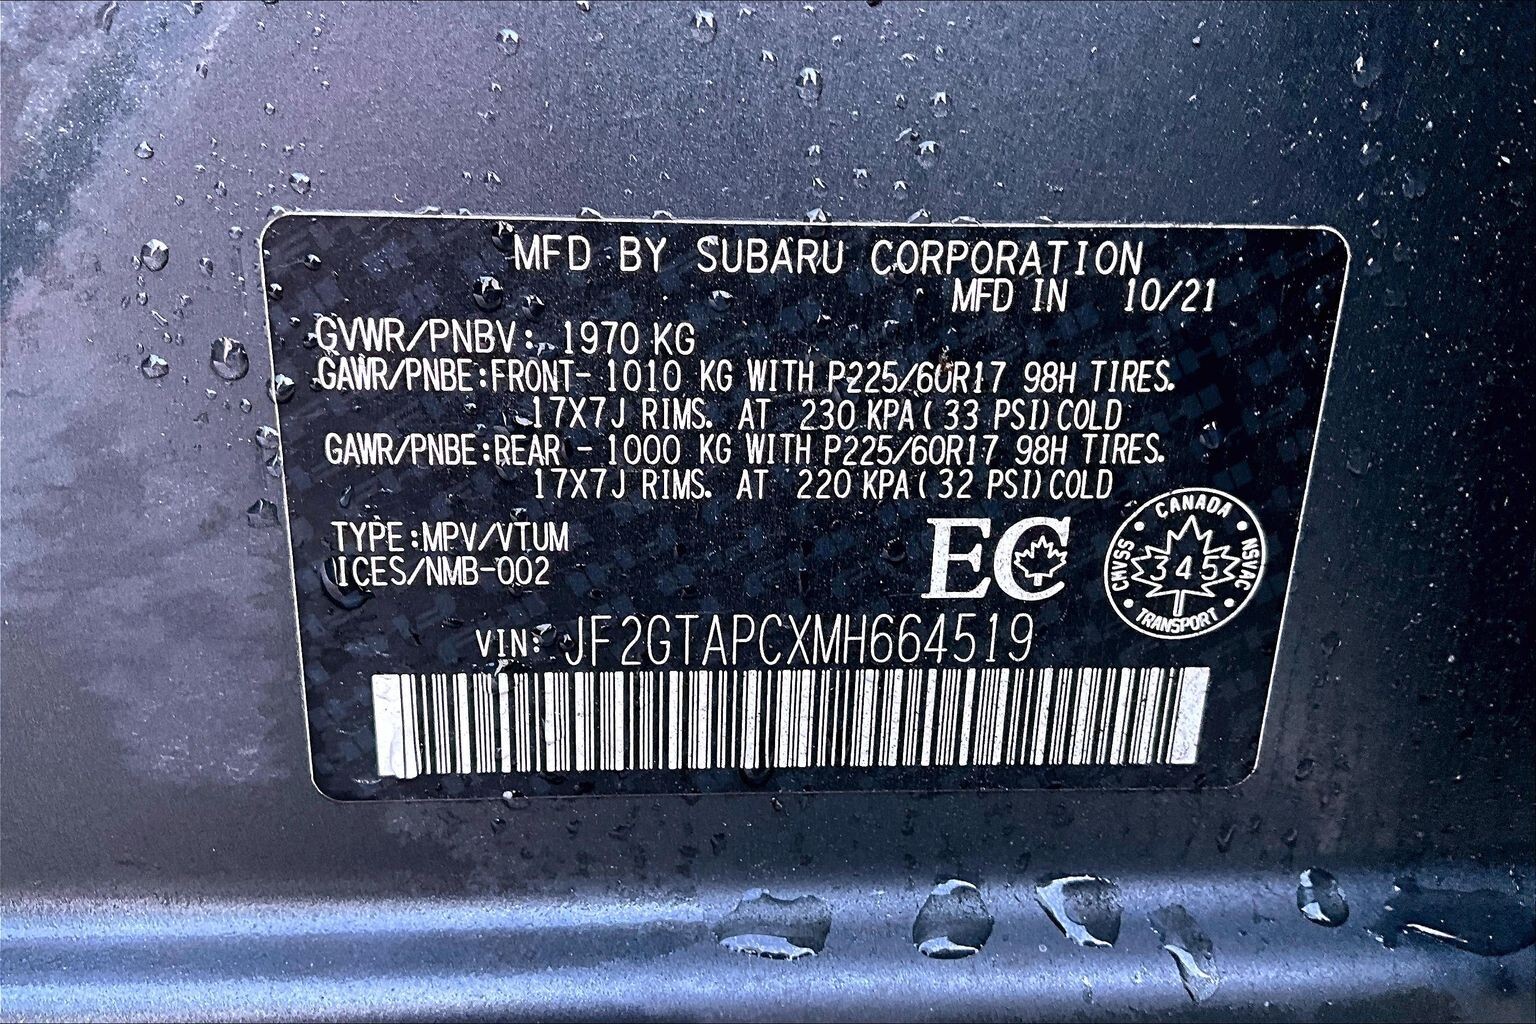 MFD BY SUBARU CORPORATION
MFD IN 10/21
GVWR/PNBV: 1970 KG
GAWR/PNBE:FRONT- 1010 KG WITH P225/60R17 98H TIRES.
17X7J RIMS. AT 230 KPA(33 PSI)COLD
GAWR/PNBE:REAR - 1000 KG WITH P225/60R17 98H TIRES.
17X7J RIMS. AT 220 KPA(32 PSI)COLD
TYPE:MPV/VTUM
ICES/NMB-002
EC
CANADA
CMVSS
345
NSVAC
TRANSPORT
VIN: JF2GTAPCXMH664519